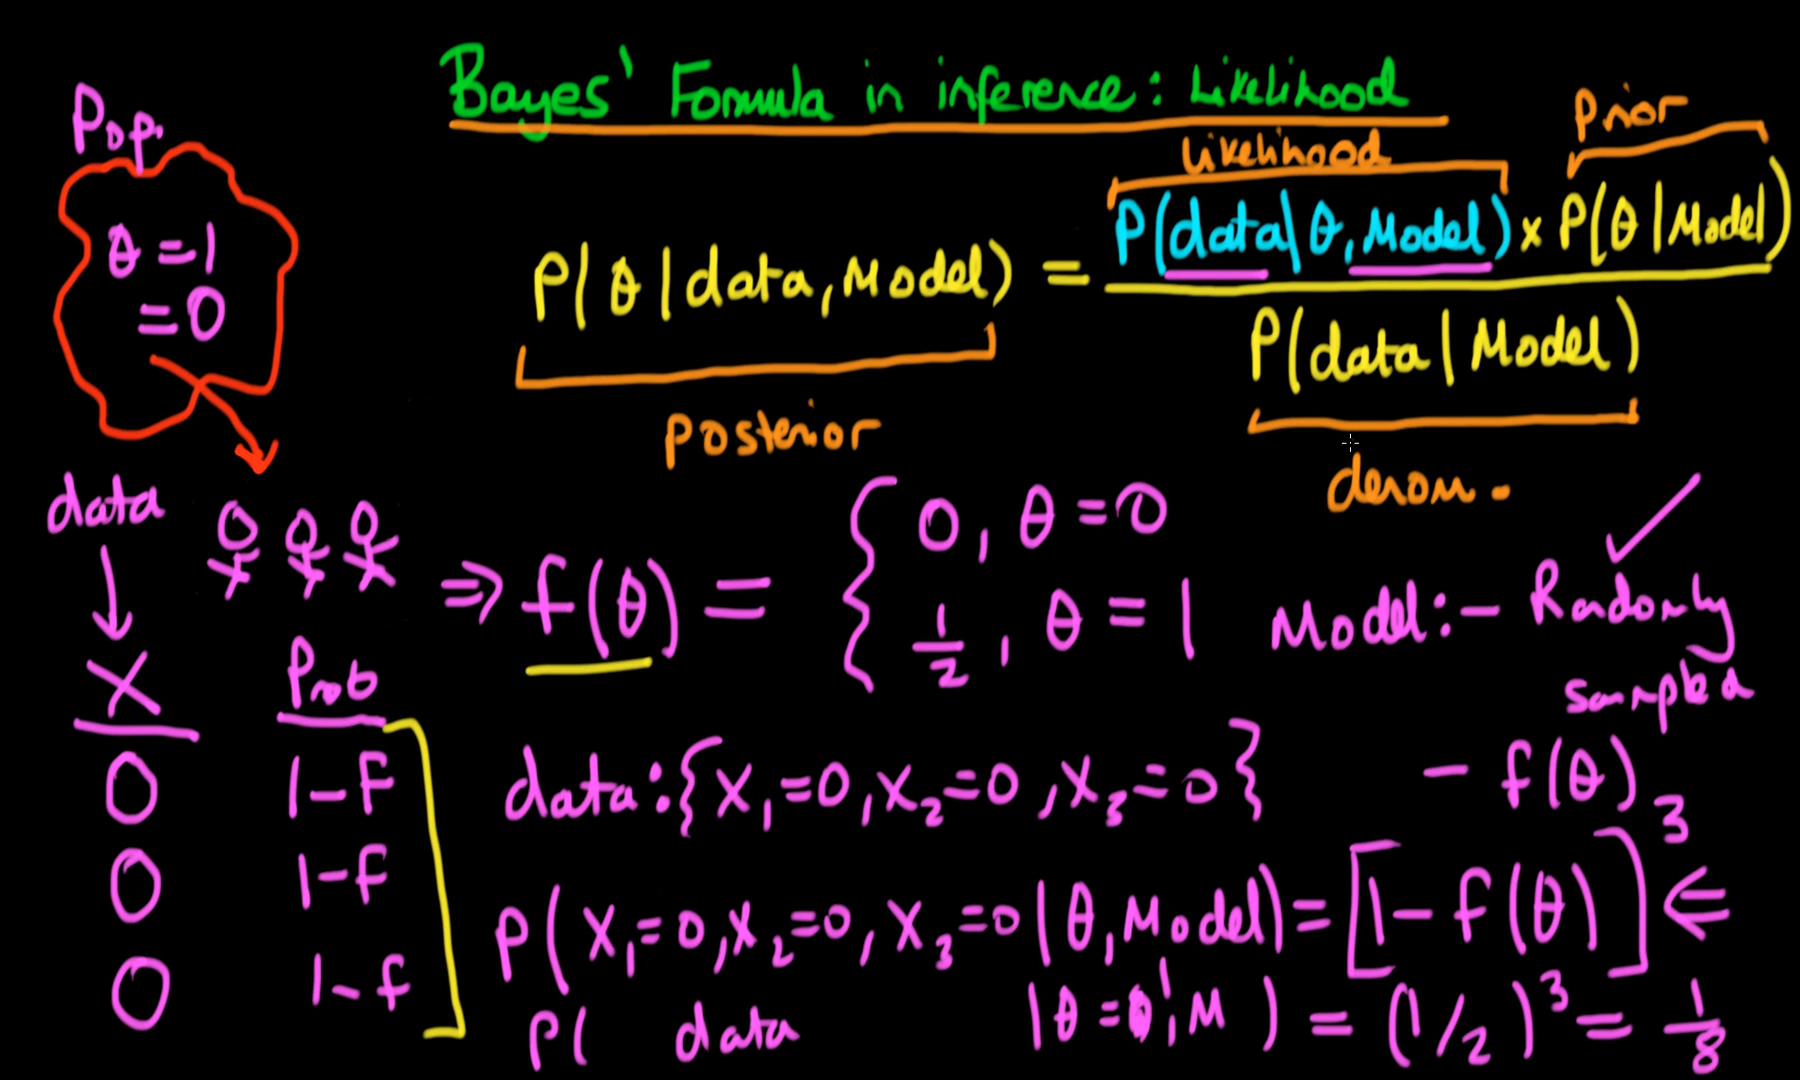 Bayes' Formula in inference: Likelihood
Pop.
θ = 1
= 0
Likelihood
Prior
P(θ | data, Model) = P(data | θ, Model) × P(θ | Model)
P(data | Model)
Posterior
denom.
data
X
0
0
0
Prob
1 - f
1 - f
1 - f
⇒ f(θ) = { 0, θ = 0
1/2, θ = 1
Model: - Radomly
sampled
- f(θ)
data: {X₁=0, X₂=0, X₃=0}
P(X₁=0, X₂=0, X₃=0 | θ, Model) = [1 - f(θ)]³ ⇐
P( data | θ = 1, M ) = (1/2)³ = 1/8